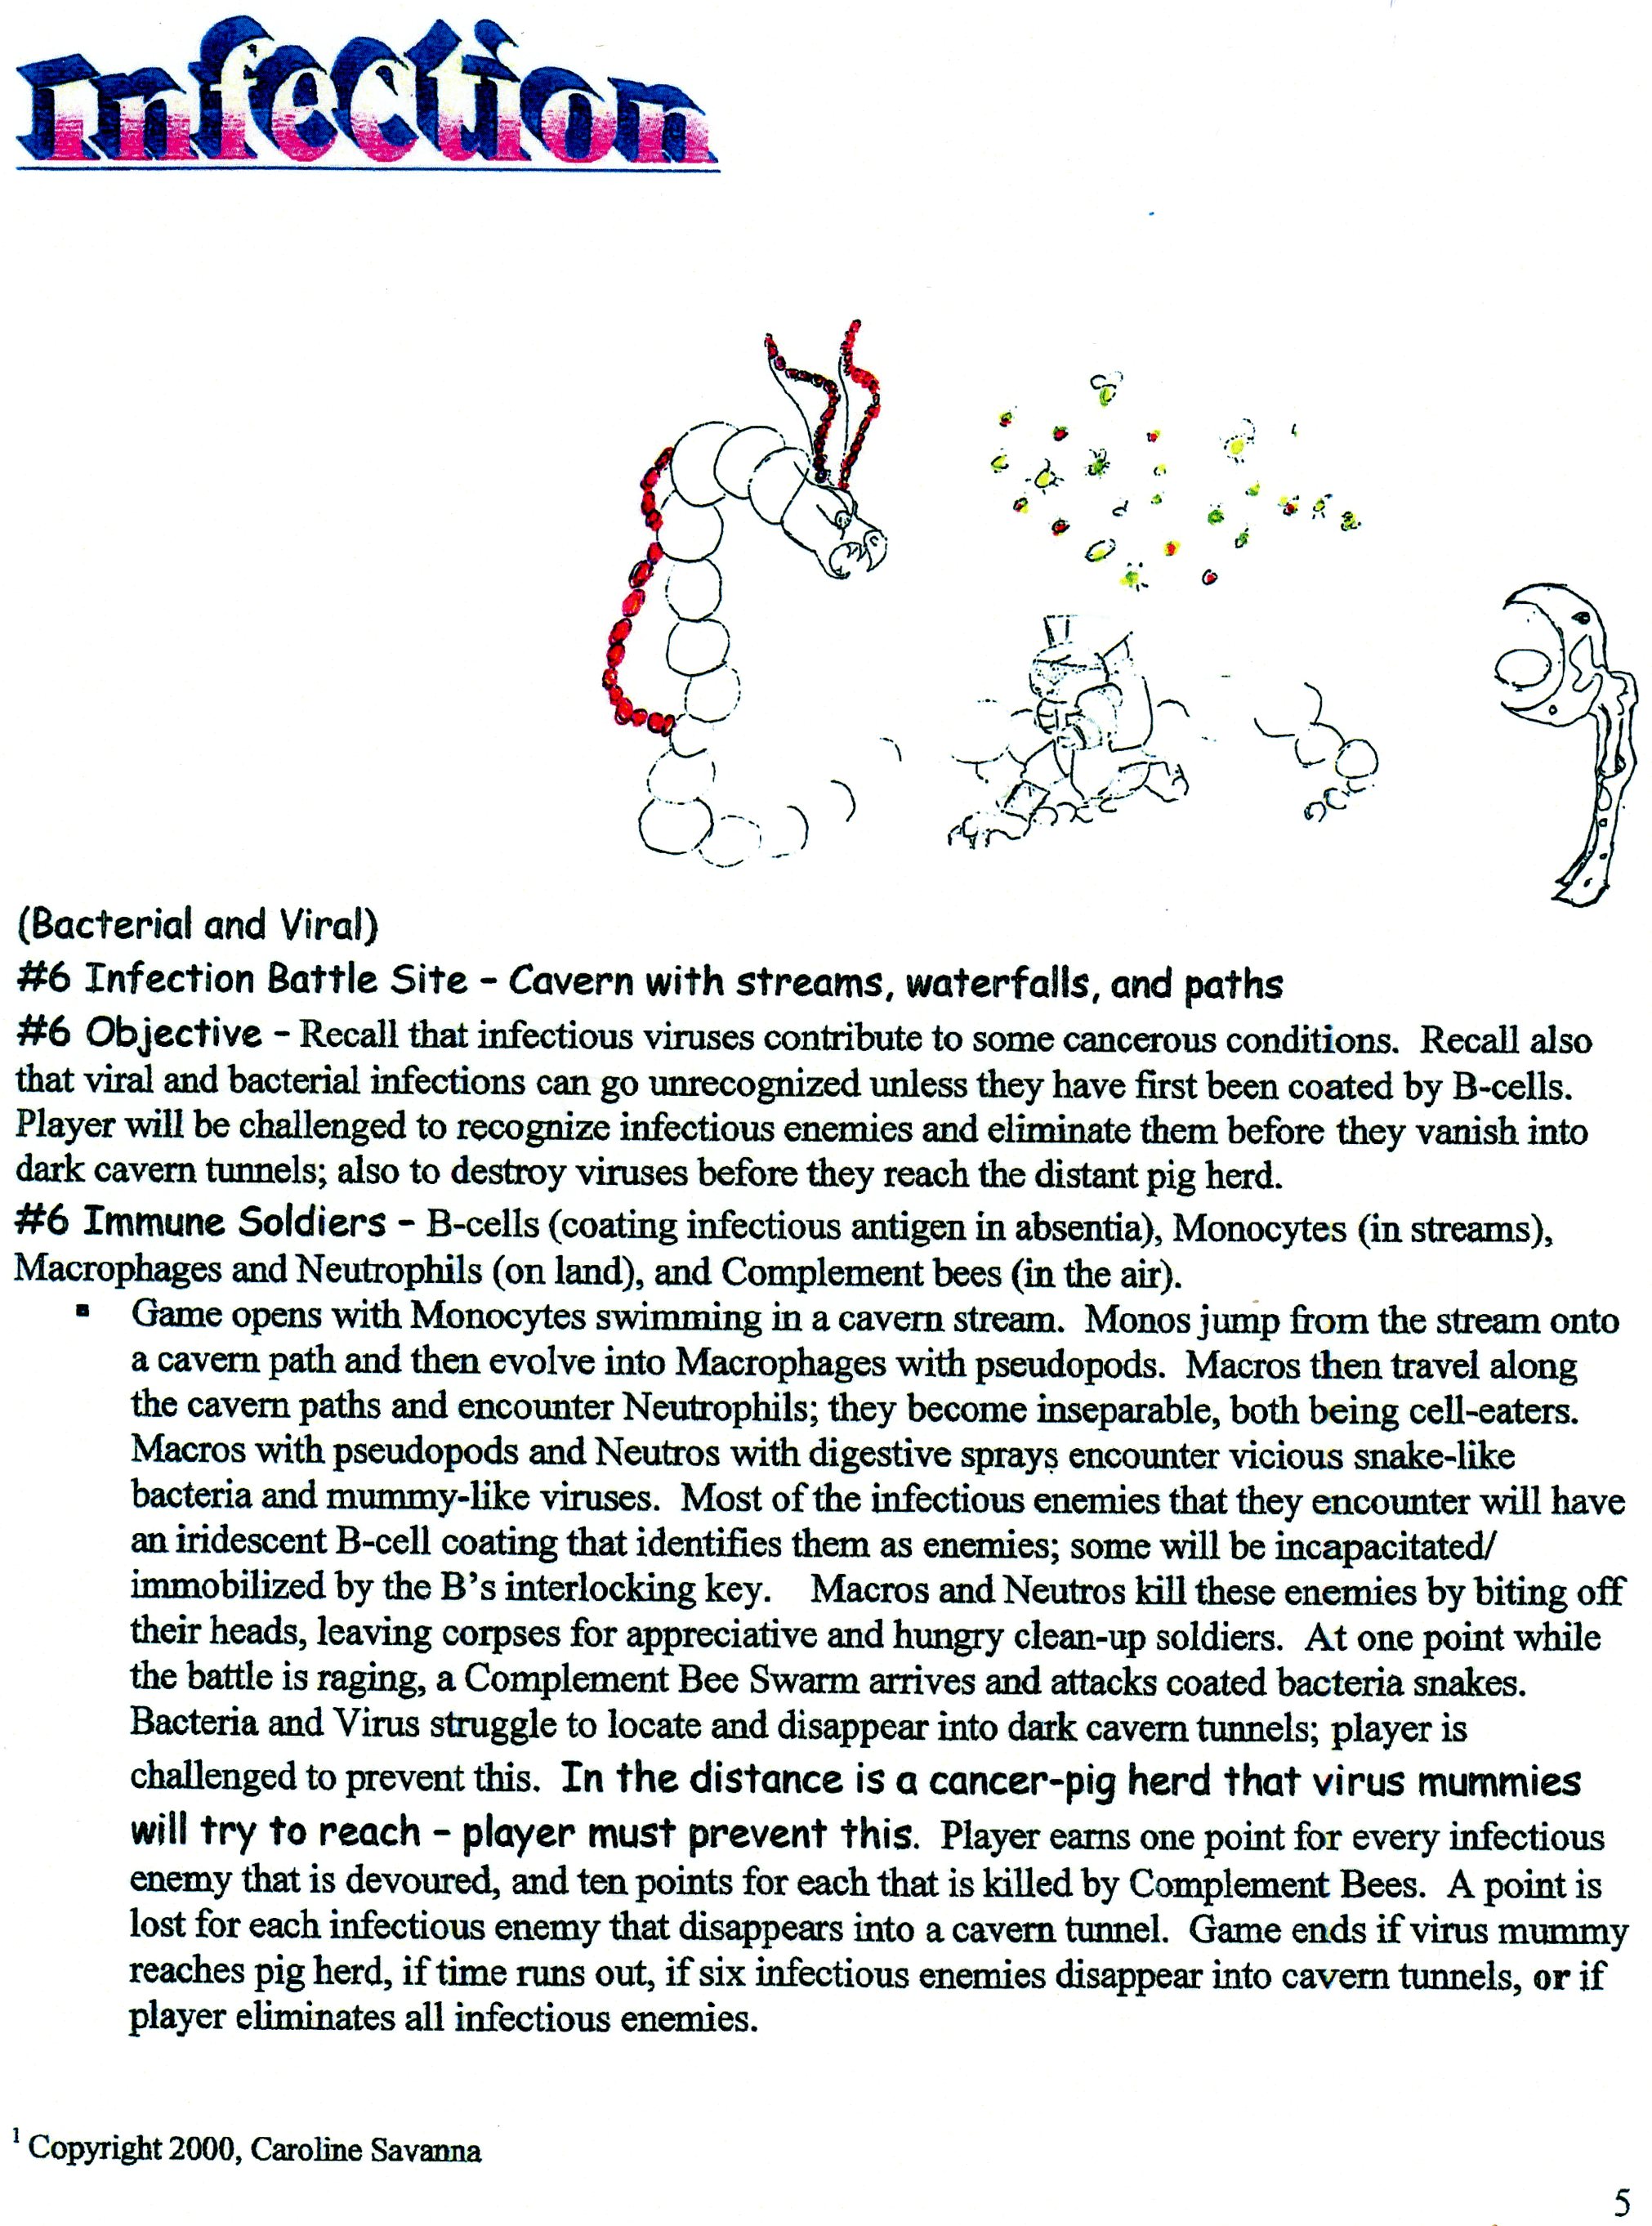 infection
(Bacterial and Viral)
#6 Infection Battle Site – Cavern with streams, waterfalls, and paths
#6 Objective – Recall that infectious viruses contribute to some cancerous conditions. Recall also
that viral and bacterial infections can go unrecognized unless they have first been coated by B-cells.
Player will be challenged to recognize infectious enemies and eliminate them before they vanish into
dark cavern tunnels; also to destroy viruses before they reach the distant pig herd.
#6 Immune Soldiers – B-cells (coating infectious antigen in absentia), Monocytes (in streams),
Macrophages and Neutrophils (on land), and Complement bees (in the air).
▪ Game opens with Monocytes swimming in a cavern stream. Monos jump from the stream onto
a cavern path and then evolve into Macrophages with pseudopods. Macros then travel along
the cavern paths and encounter Neutrophils; they become inseparable, both being cell-eaters.
Macros with pseudopods and Neutros with digestive sprays encounter vicious snake-like
bacteria and mummy-like viruses. Most of the infectious enemies that they encounter will have
an iridescent B-cell coating that identifies them as enemies; some will be incapacitated/
immobilized by the B's interlocking key. Macros and Neutros kill these enemies by biting off
their heads, leaving corpses for appreciative and hungry clean-up soldiers. At one point while
the battle is raging, a Complement Bee Swarm arrives and attacks coated bacteria snakes.
Bacteria and Virus struggle to locate and disappear into dark cavern tunnels; player is
challenged to prevent this. In the distance is a cancer-pig herd that virus mummies
will try to reach – player must prevent this. Player earns one point for every infectious
enemy that is devoured, and ten points for each that is killed by Complement Bees. A point is
lost for each infectious enemy that disappears into a cavern tunnel. Game ends if virus mummy
reaches pig herd, if time runs out, if six infectious enemies disappear into cavern tunnels, or if
player eliminates all infectious enemies.
1 Copyright 2000, Caroline Savanna
5